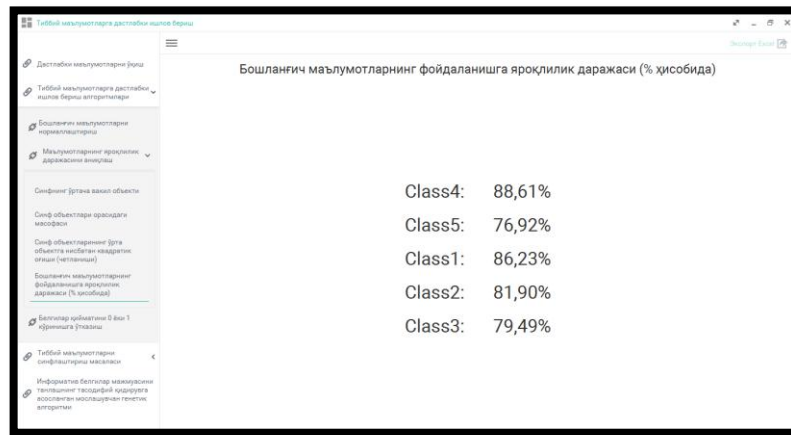 Тиббий маълумотларга дастлабки ишлов бериш
Экспорт Excel
Дастлабки маълумотларни ўқиш
Тиббий маълумотларга дастлабки
ишлов бериш алгоритмлари
Бошланғич маълумотларни
нормаллаштириш
Маълумотларнинг яроқлилик
даражасини аниқлаш
Синфнинг ўртача вакил объекти
Синф объектлари орасидаги
масофаси
Синф объектларининг ўрта
объектга нисбатан квадратик
оғиши (четланиши)
Бошланғич маълумотларнинг
фойдаланишга яроқлилик
даражаси (% ҳисобида)
Белгилар қийматини 0 ёки 1
кўринишга ўтказиш
Тиббий маълумотларни
синфлаштириш масаласи
Информатив белгилар мажмуасини
танлашнинг тасодифий қидирувга
асосланган мослашувчан генетик
алгоритми
Бошланғич маълумотларнинг фойдаланишга яроқлилик даражаси (% ҳисобида)
Class4: 88,61%
Class5: 76,92%
Class1: 86,23%
Class2: 81,90%
Class3: 79,49%